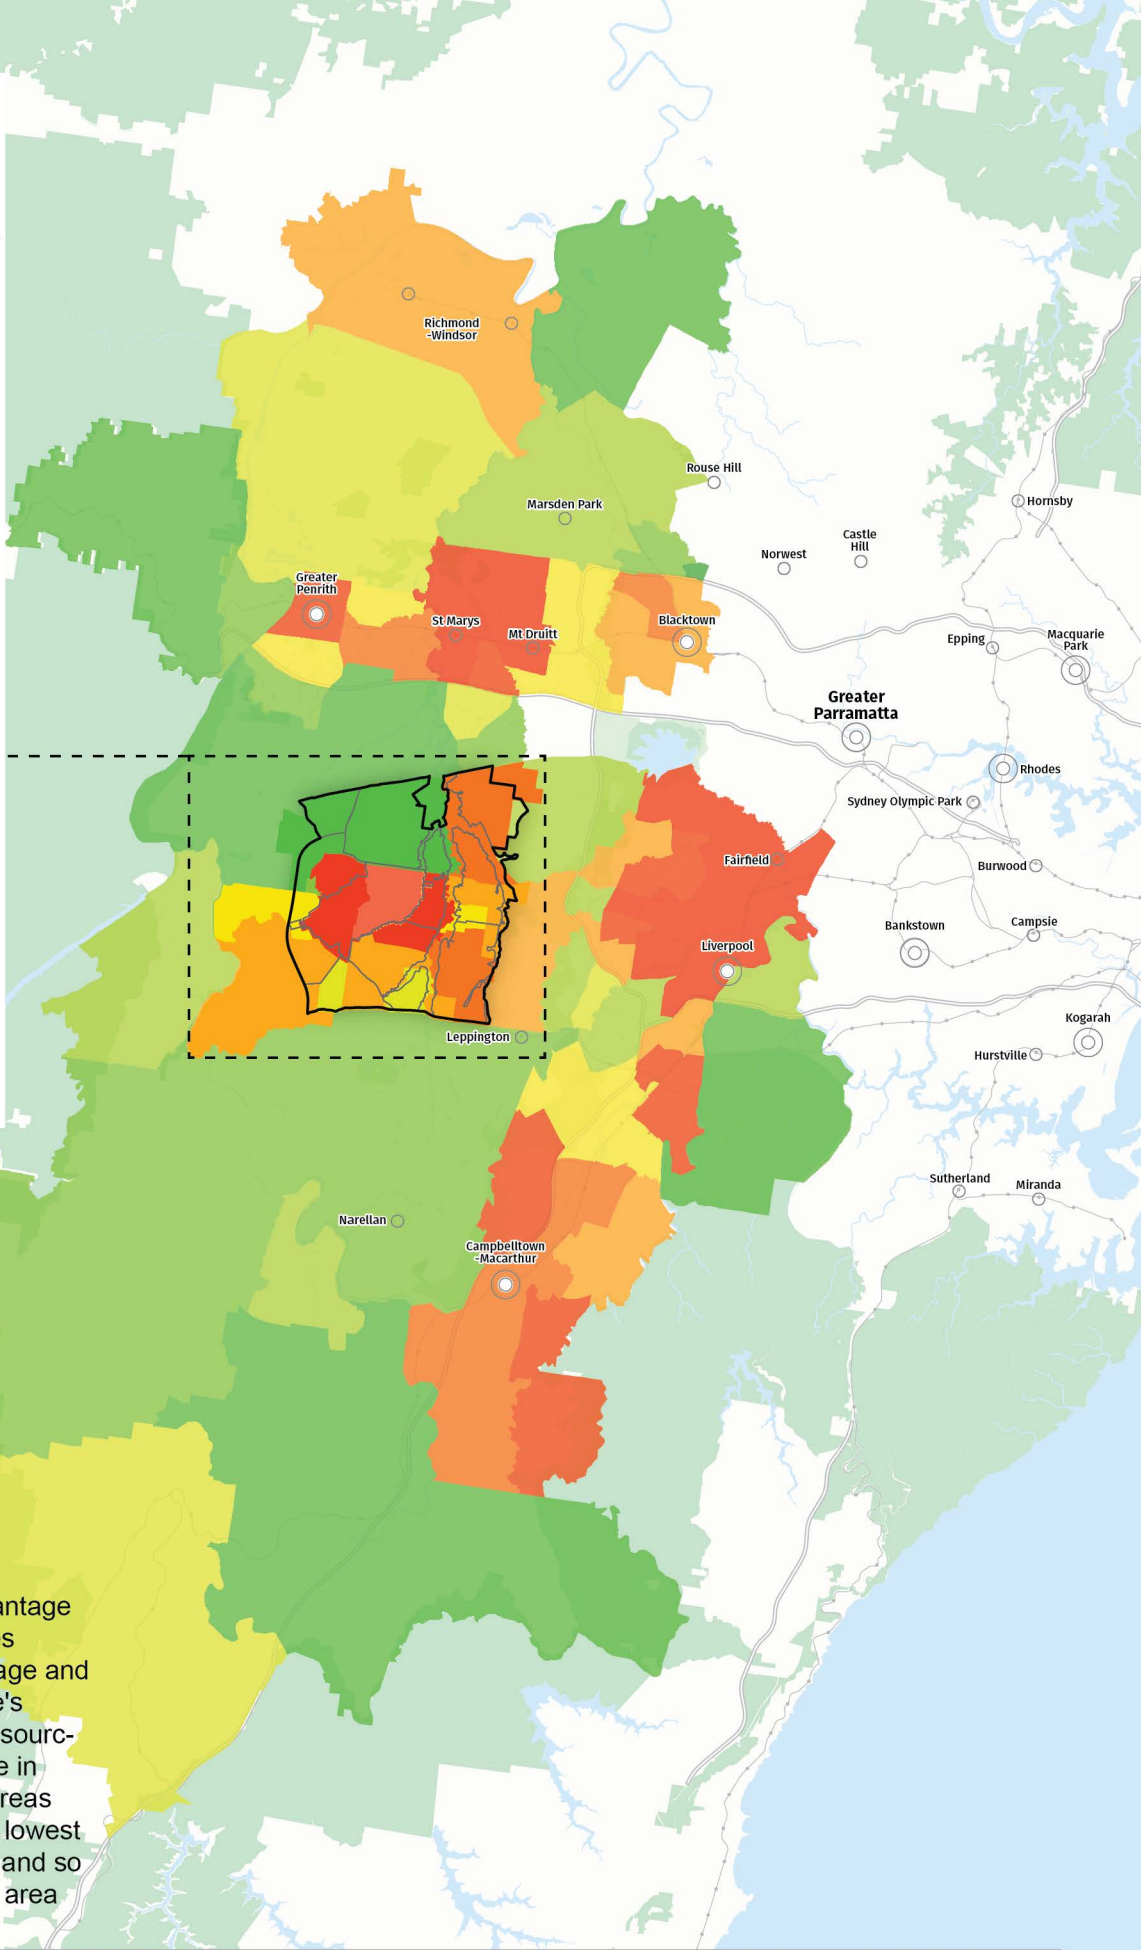 Richmond
-Windsor
Rouse Hill
Marsden Park
Hornsby
Castle
Hill
Norwest
Greater
Penrith
St Marys
Mt Druitt
Blacktown
Epping
Macquarie
Park
Greater
Parramatta
Rhodes
Sydney Olympic Park
Fairfield
Burwood
Bankstown
Campsie
Liverpool
Kogarah
Leppington
Hurstville
Sutherland
Miranda
Narellan
Campbelltown
-Macarthur
antage
es
age and
e's
sourc-
e in
reas
lowest
and so
area